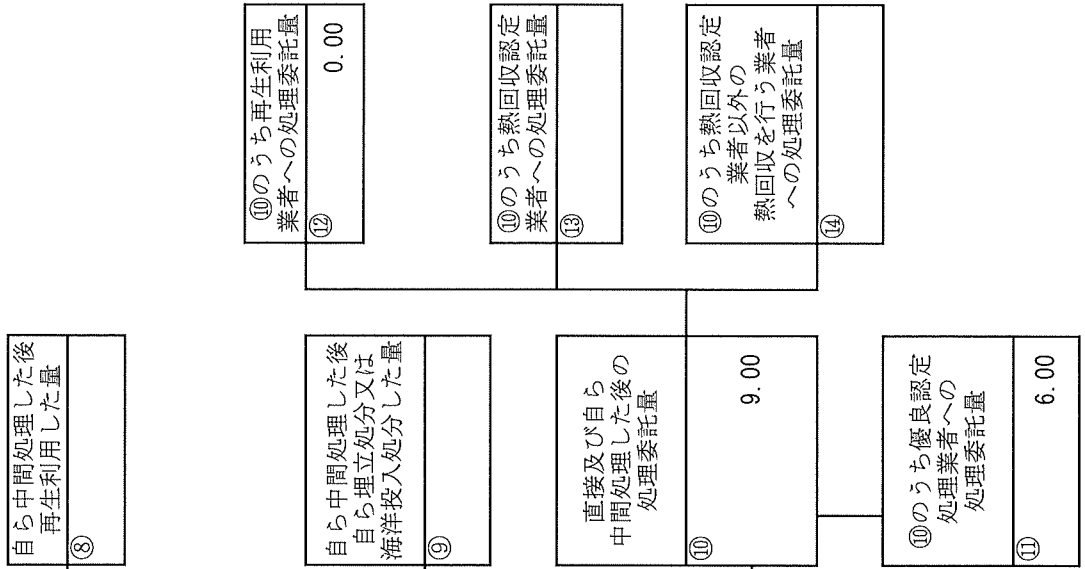 自ら中間処理した後
再生利用した量
⑧
自ら中間処理した後
自ら埋立処分又は
海洋投入処分した量
⑨
直接及び自ら
中間処理した後の
処理委託量
⑩
9.00
⑩のうち優良認定
処理業者への
処理委託量
⑪
6.00
⑩のうち再生利用
業者への処理委託量
⑫
0.00
⑩のうち熱回収認定
業者への処理委託量
⑬
⑩のうち熱回収認定
業者以外の
熱回収を行う業者
への処理委託量
⑭